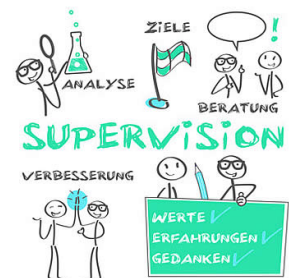 ZIELE
ANALYSE
BERATUNG
SUPERVISION
VERBESSERUNG
WERTE
ERFAHRUNGEN
GEDANKEN